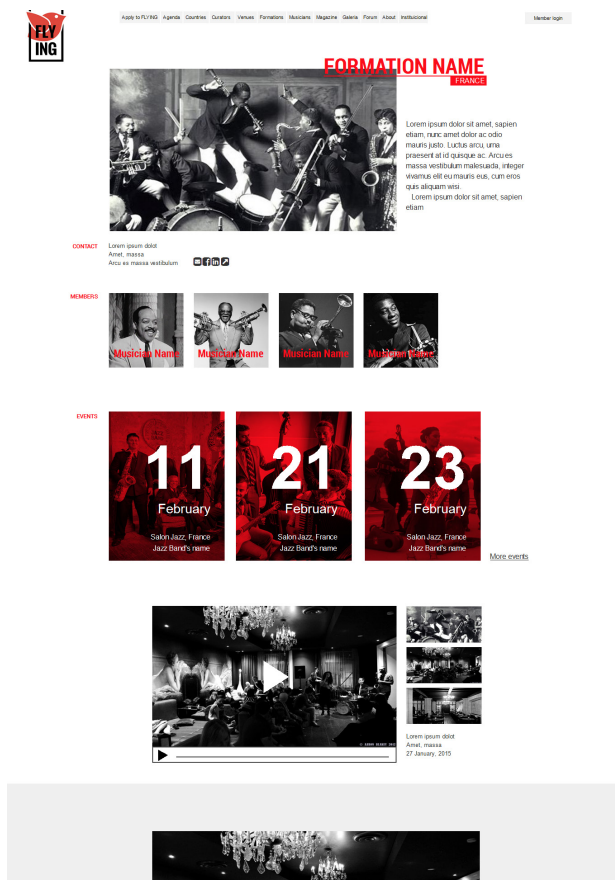 FLY
ING
Apply to FLYING Agenda Countries Curators Venues Formations Musicians Magazine Galeria Forum About Instituicional
Member login
FORMATION NAME
FRANCE
Lorem ipsum dolor sit amet, sapien
etiam, nunc amet dolor ac odio
mauris justo. Luctus arcu, urna
praesent at id quisque ac. Arcu es
massa vestibulum malesuada, integer
vivamus elit eu mauris eus, cum eros
quis aliquam wisi.
Lorem ipsum dolor sit amet, sapien
etiam
CONTACT
Lorem ipsum dolot
Amet, massa
Arcu es massa vestibulum
MEMBERS
Musician Name
Musician Name
Musician Name
Musician Name
EVENTS
11
February
Salon Jazz, France
Jazz Band's name
21
February
Salon Jazz, France
Jazz Band's name
23
February
Salon Jazz, France
Jazz Band's name
More events
Lorem ipsum dolot
Amet, massa
27 January, 2015